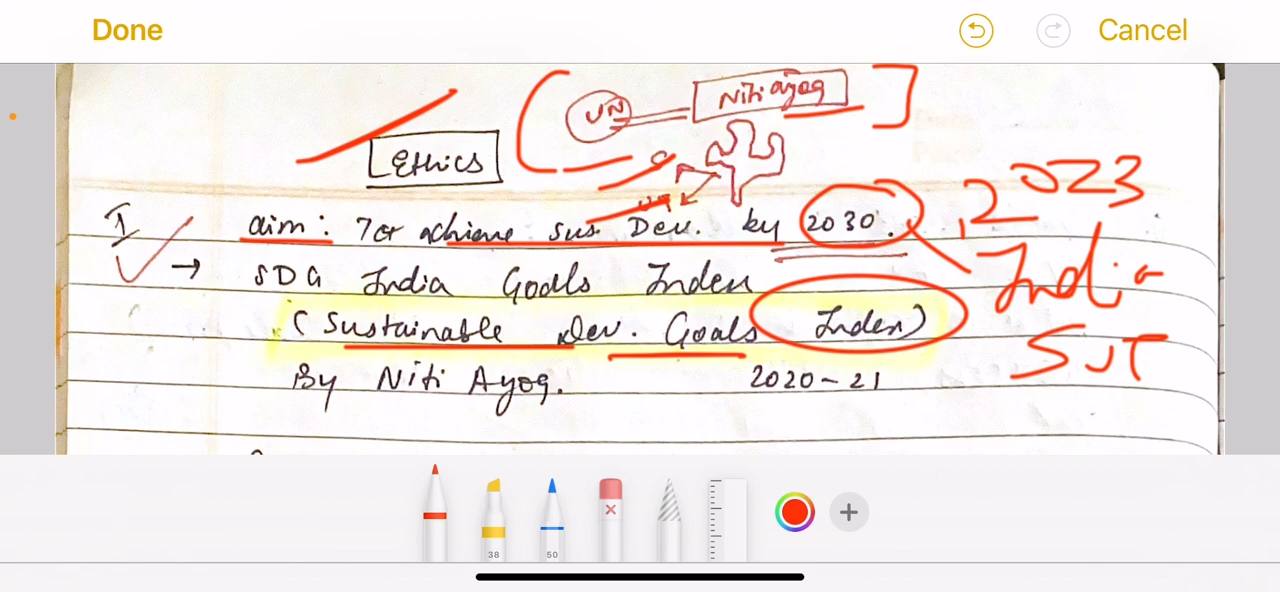 Done
Cancel
UN
Niti ayog
Ethics
2023
I
aim: To achieve sus. Dev. by 2030.
India
→ SDG India Goals Index
(Sustainable Dev. Goals Index)
SUT
By Niti Ayog. 2020-21
38
50